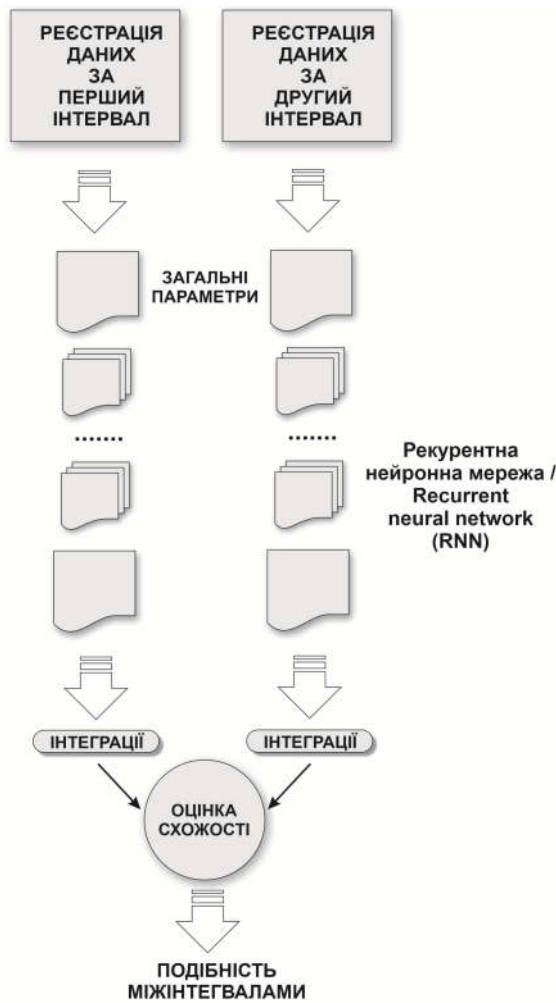 РЕЄСТРАЦІЯ
ДАНИХ
ЗА
ПЕРШИЙ
ІНТЕРВАЛ
РЕЄСТРАЦІЯ
ДАНИХ
ЗА
ДРУГИЙ
ІНТЕРВАЛ
ЗАГАЛЬНІ
ПАРАМЕТРИ
.......
.......
Рекурентна
нейронна мережа /
Recurrent
neural network
(RNN)
ІНТЕГРАЦІЇ
ІНТЕГРАЦІЇ
ОЦІНКА
СХОЖОСТІ
ПОДІБНІСТЬ
МІЖІНТЕГВАЛАМИ